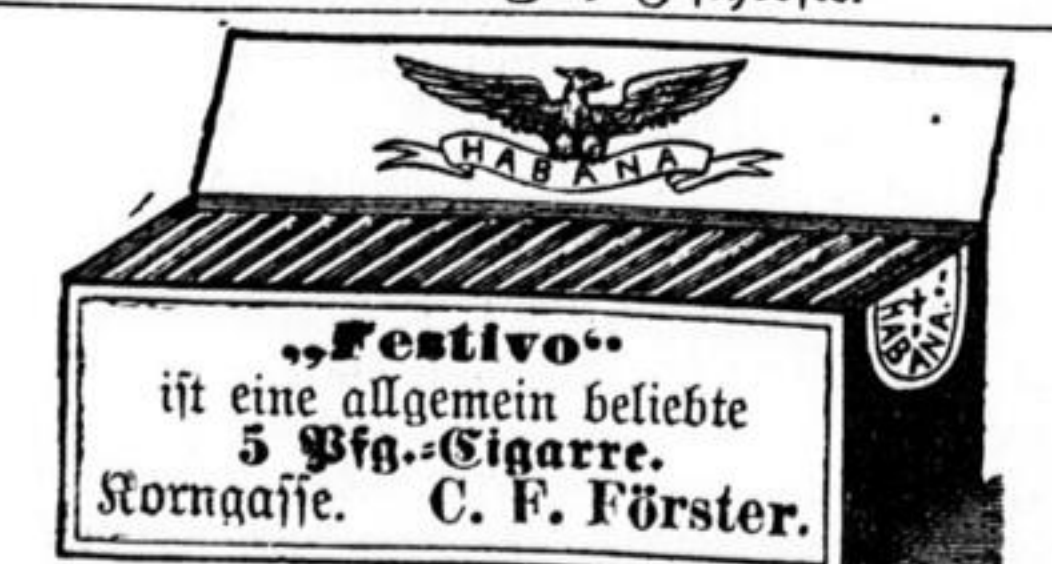 HABANA
HABANA.
„Festivo“
ist eine allgemein beliebte
5 Pfg.-Cigarre.
Korngasse. C. F. Förster.